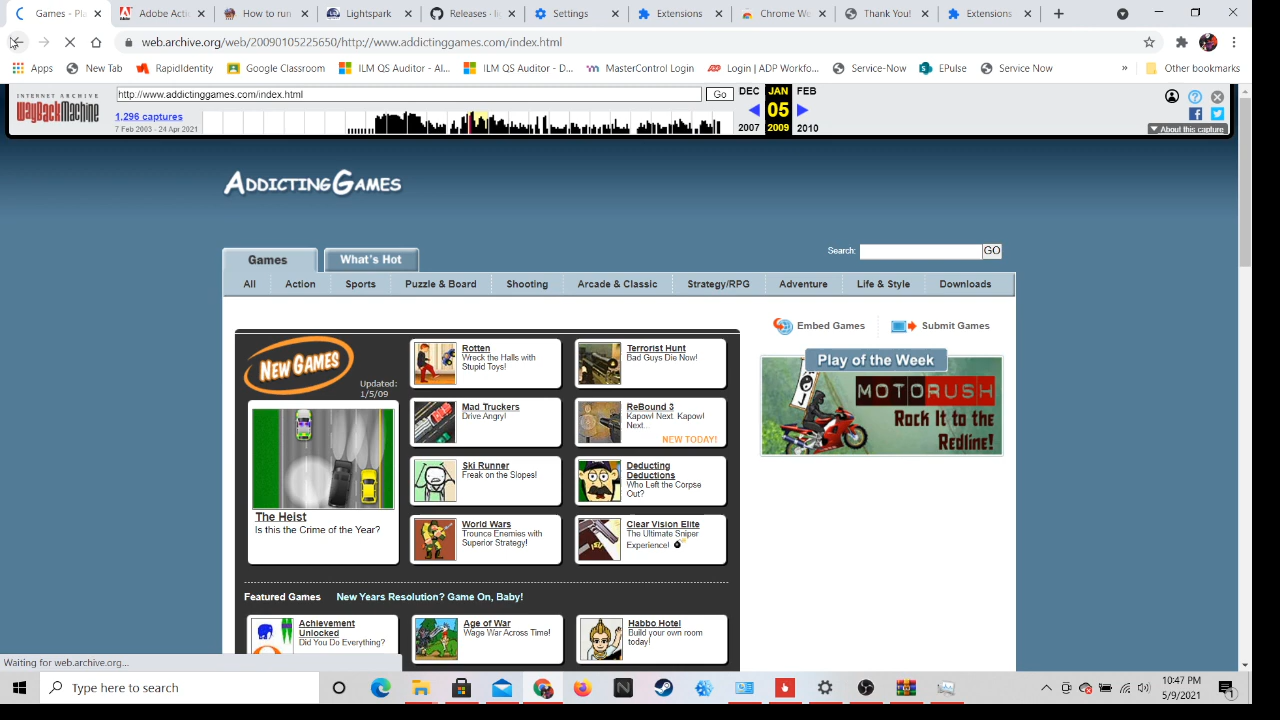 Games - Pla
Adobe Acti
How to run
Lightspark
Releases · lig
Settings
Extensions
Chrome We
Thank You!
Extensions
web.archive.org/web/20090105225650/http://www.addictinggames.com/index.html
Apps
New Tab
RapidIdentity
Google Classroom
ILM QS Auditor - Al...
ILM QS Auditor - D...
MasterControl Login
Login | ADP Workfo...
Service-Now
EPulse
Service Now
»
Other bookmarks
INTERNET ARCHIVE
WayBackMachine
http://www.addictinggames.com/index.html
Go
DEC JAN FEB
1,296 captures
7 Feb 2003 - 24 Apr 2021
05
2007 2009 2010
About this capture
ADDICTINGGAMES
Games
What's Hot
Search:
GO
All
Action
Sports
Puzzle & Board
Shooting
Arcade & Classic
Strategy/RPG
Adventure
Life & Style
Downloads
NEW GAMES
Updated:
1/5/09
The Heist
Is this the Crime of the Year?
Rotten
Wreck the Halls with
Stupid Toys!
Terrorist Hunt
Bad Guys Die Now!
Mad Truckers
Drive Angry!
ReBound 3
Kapow! Next. Kapow!
Next...
NEW TODAY!
Ski Runner
Freak on the Slopes!
Deducting
Deductions
Who Left the Corpse
Out?
World Wars
Trounce Enemies with
Superior Strategy!
Clear Vision Elite
The Ultimate Sniper
Experience!
Embed Games
Submit Games
Play of the Week
MOTORUSH
Rock It to the
Redline!
Featured Games
New Years Resolution? Game On, Baby!
Achievement
Unlocked
Did You Do Everything?
Age of War
Wage War Across Time!
Habbo Hotel
Build your own room
today!
Waiting for web.archive.org...
Type here to search
10:47 PM
5/9/2021
1